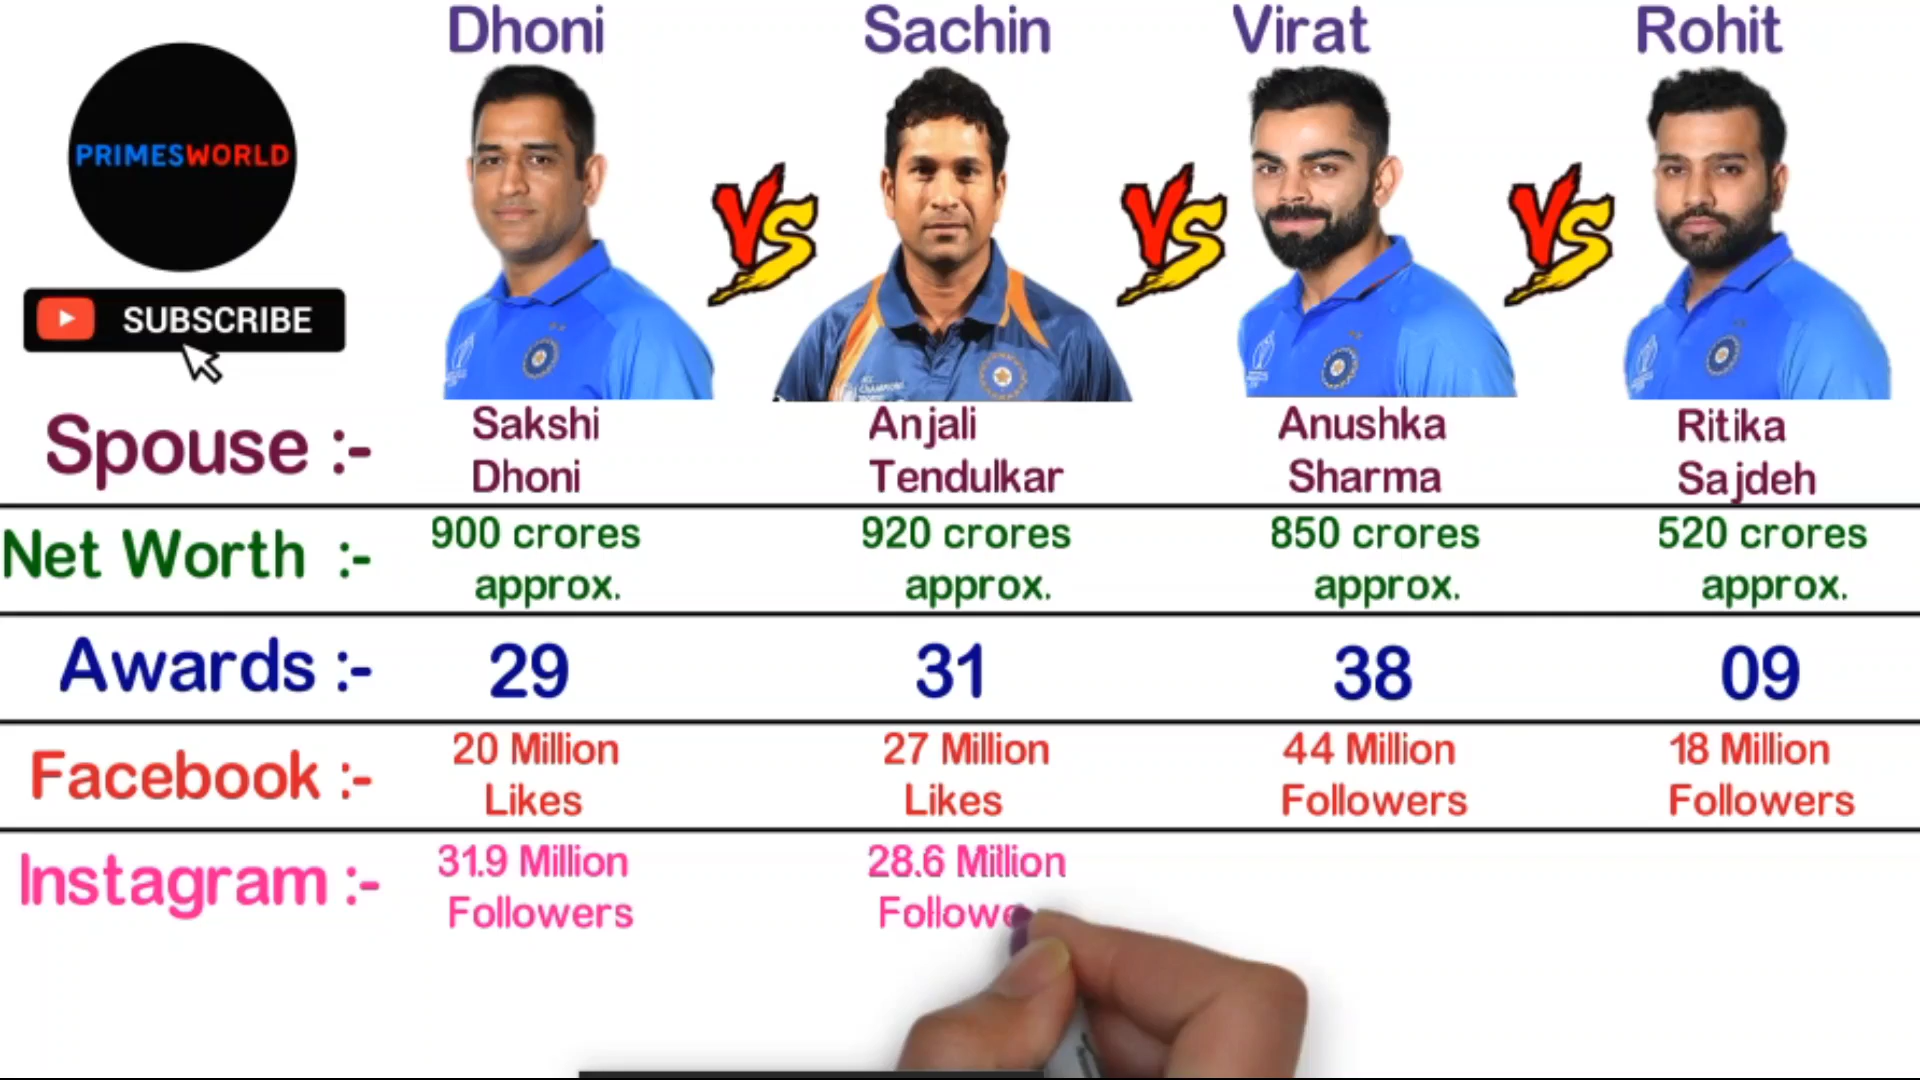 Dhoni Sachin Virat Rohit
PRIMESWORLD
SUBSCRIBE
Spouse :- Sakshi Dhoni Anjali Tendulkar Anushka Sharma Ritika Sajdeh
Net Worth :- 900 crores approx. 920 crores approx. 850 crores approx. 520 crores approx.
Awards :- 29 31 38 09
Facebook :- 20 Million Likes 27 Million Likes 44 Million Followers 18 Million Followers
Instagram :- 31.9 Million Followers 28.6 Million Followe
VS VS VS